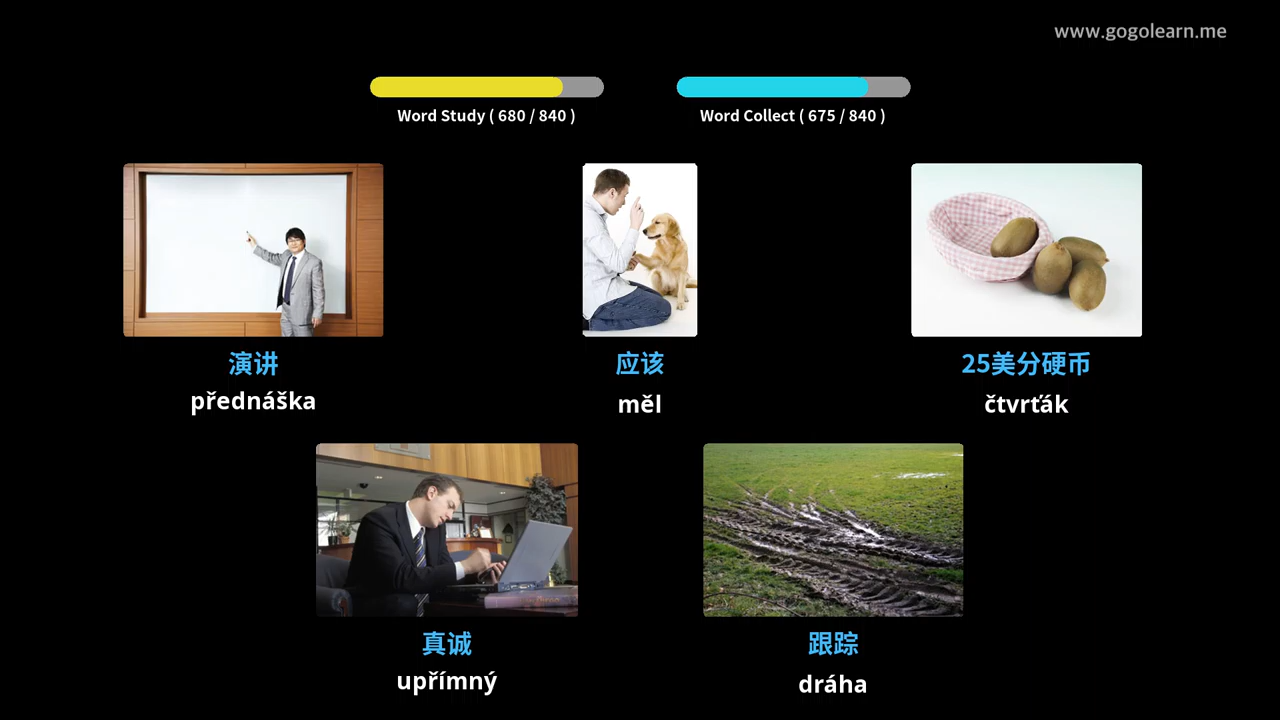 www.gogolearn.me
Word Study ( 680 / 840 )
Word Collect ( 675 / 840 )
演讲
přednáška
应该
měl
25美分硬币
čtvrťák
真诚
upřímný
跟踪
dráha